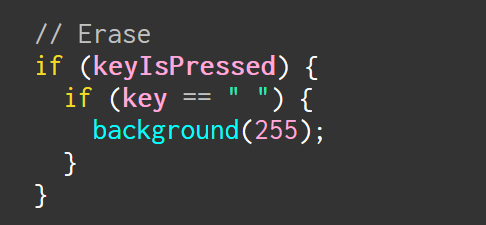 // Erase
if (keyIsPressed) {
  if (key == " ") {
    background(255);
  }
}